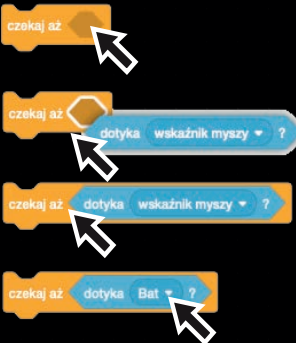 czekaj aż
czekaj aż
dotyka wskaźnik myszy ?
czekaj aż dotyka wskaźnik myszy ?
czekaj aż dotyka Bat ?